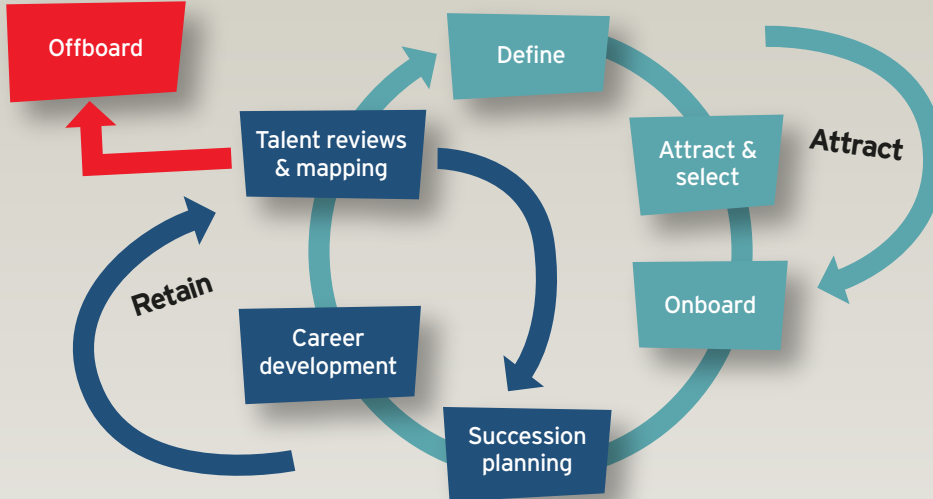 Offboard
Define
Talent reviews
& mapping
Attract &
select
Attract
Retain
Onboard
Career
development
Succession
planning